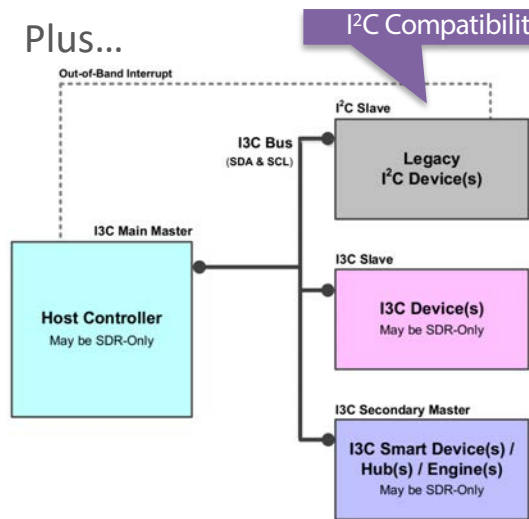 Plus...
I²C Compatibilit
Out-of-Band Interrupt
I²C Slave
I3C Bus
(SDA & SCL)
Legacy
I²C Device(s)
I3C Main Master
I3C Slave
Host Controller
May be SDR-Only
I3C Device(s)
May be SDR-Only
I3C Secondary Master
I3C Smart Device(s) /
Hub(s) / Engine(s)
May be SDR-Only